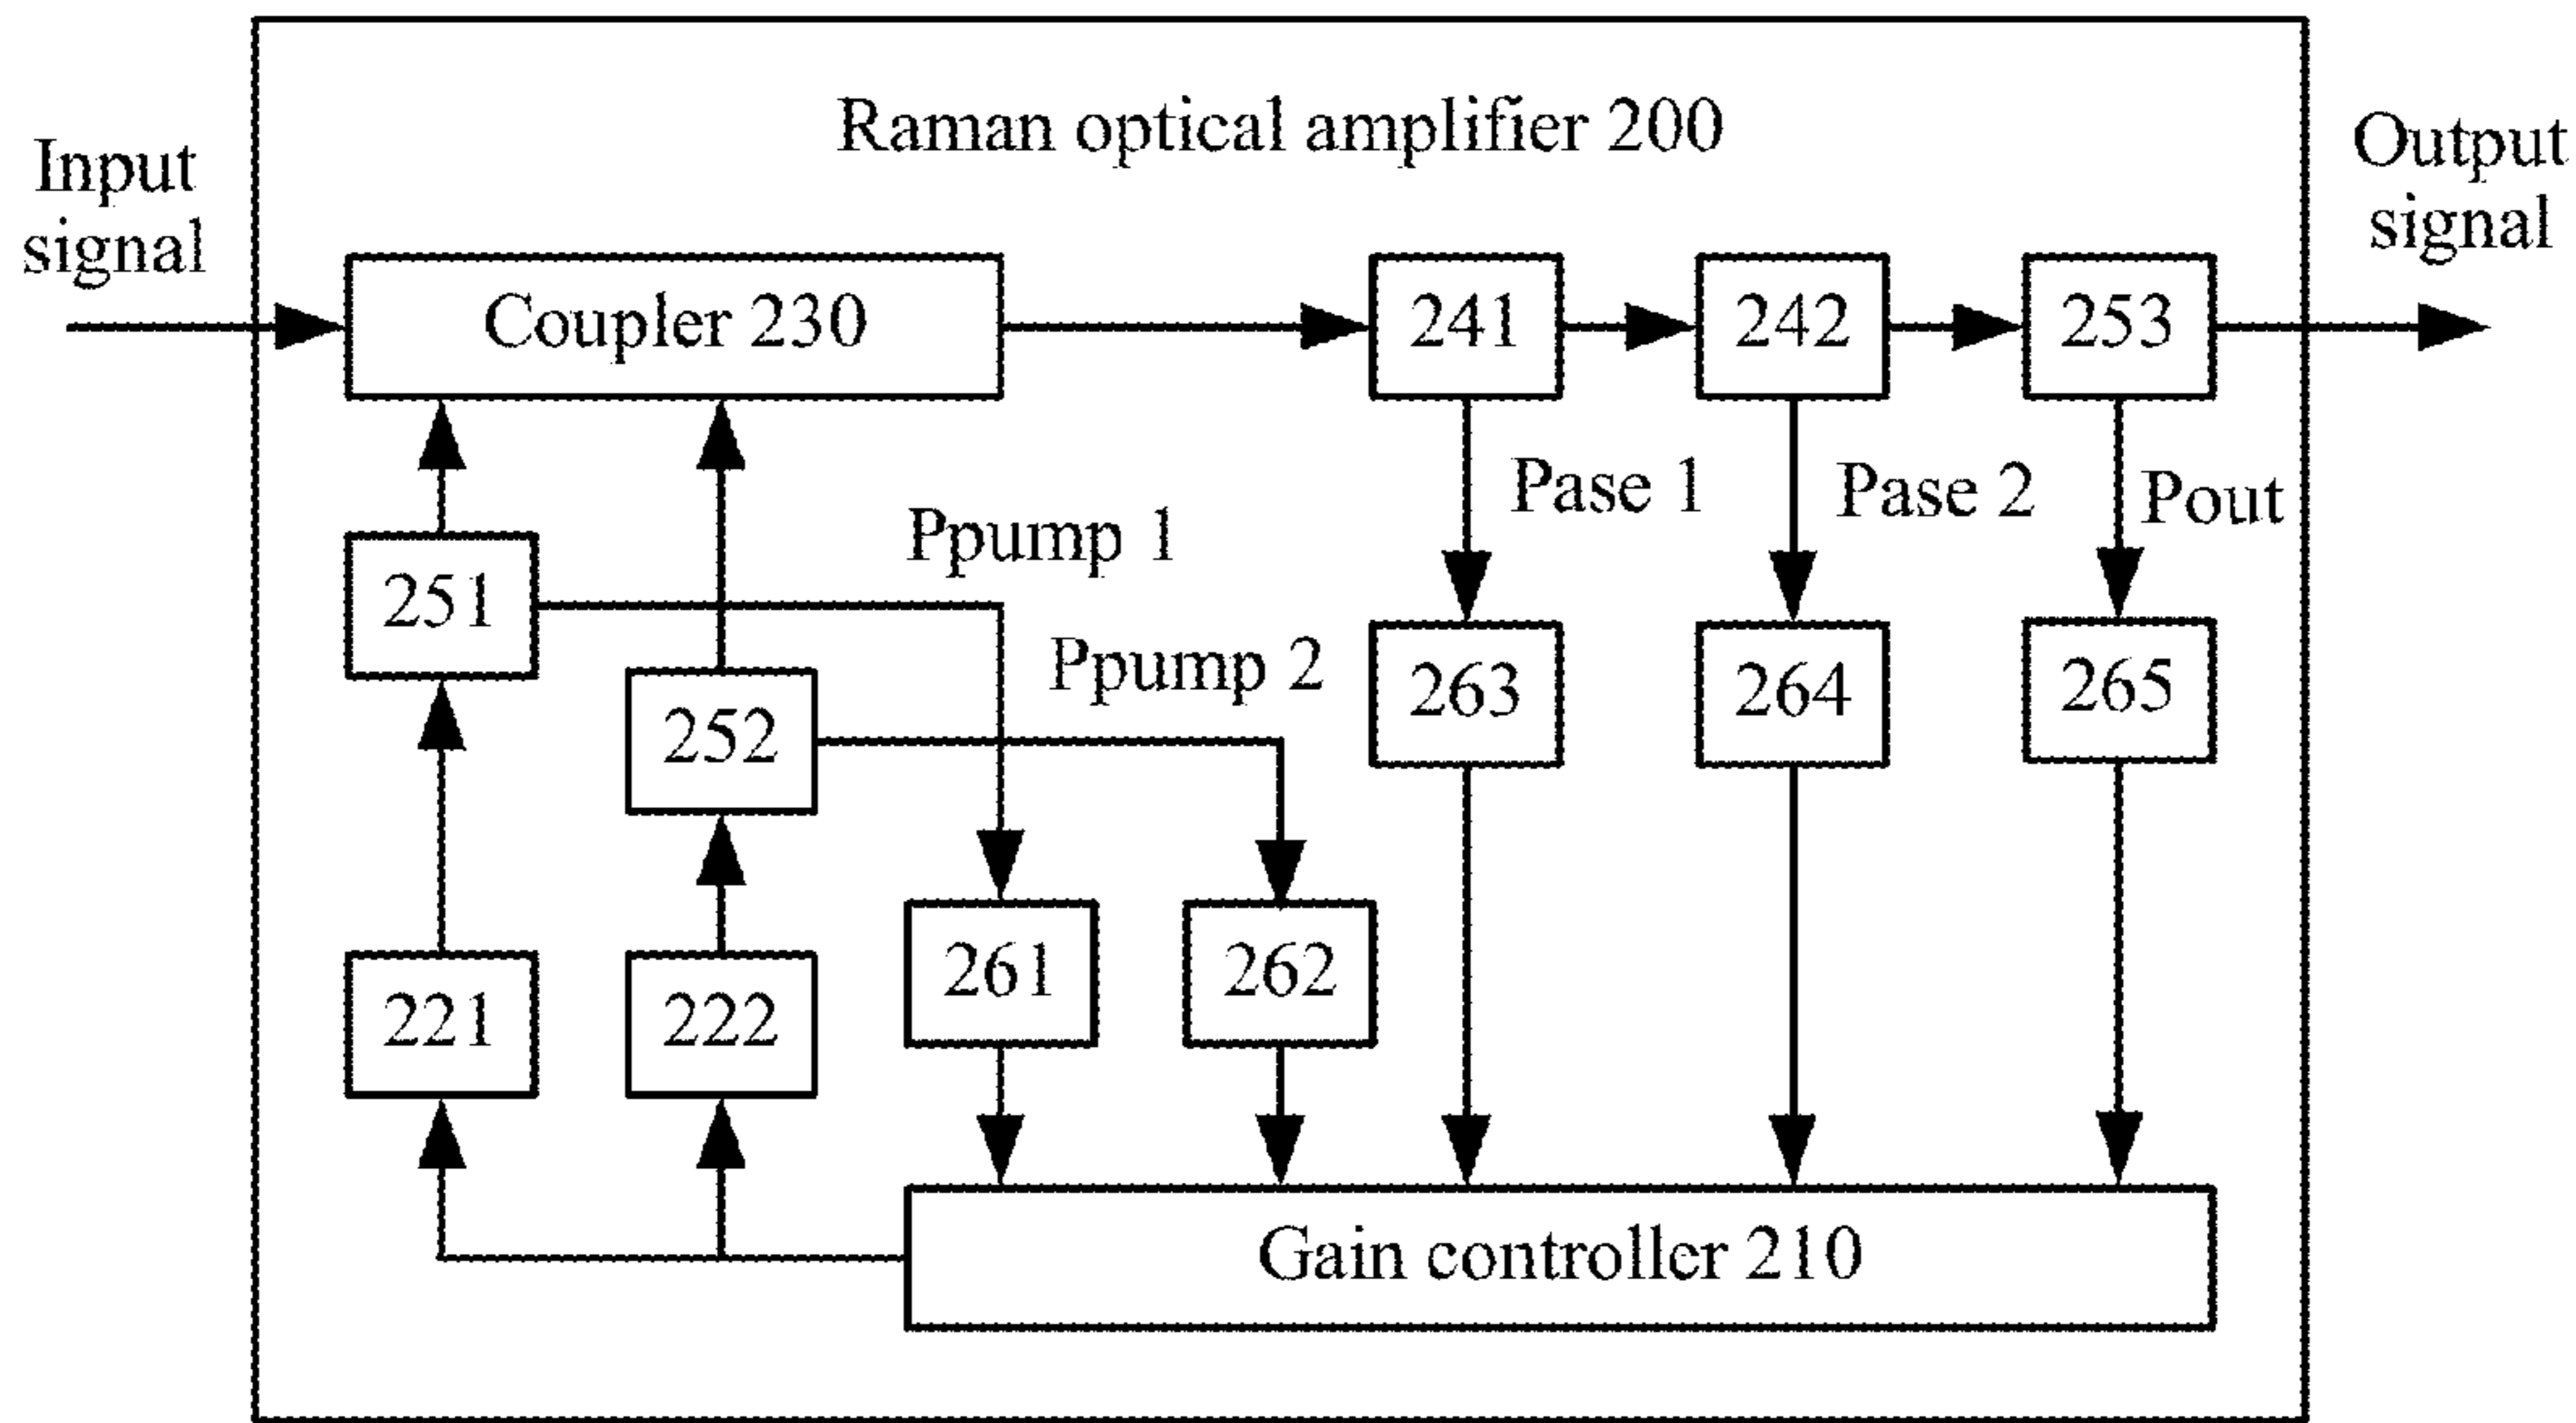 Raman optical amplifier 200
Input
signal
Output
signal
Coupler 230
241
242
253
Pase 1
Pase 2
Pout
Ppump 1
251
Ppump 2
252
263
264
265
261
262
221
222
Gain controller 210